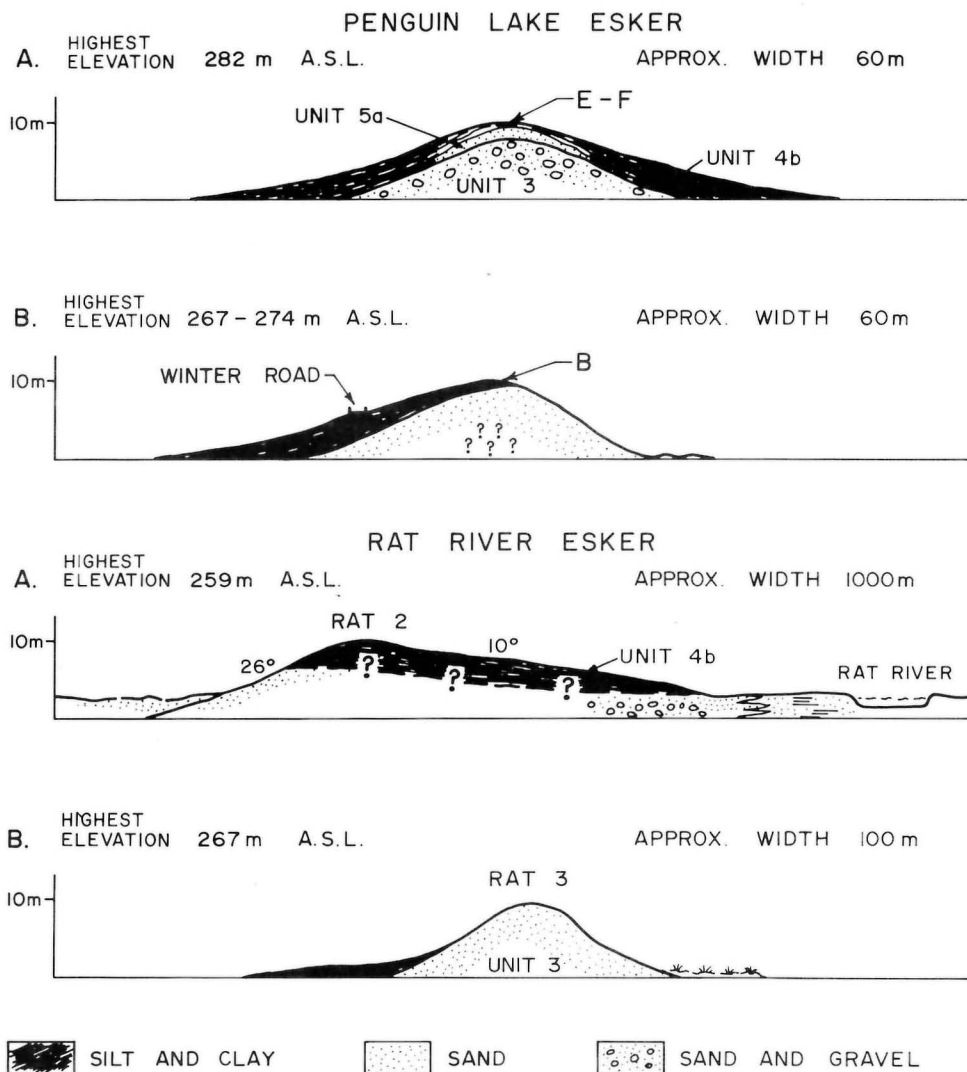 PENGUIN LAKE ESKER
A. HIGHEST ELEVATION 282 m A.S.L. APPROX. WIDTH 60m
10m
UNIT 5a
E - F
UNIT 4b
UNIT 3
B. HIGHEST ELEVATION 267 - 274 m A.S.L. APPROX. WIDTH 60m
10m
WINTER ROAD
B
? ?
? ? ?
RAT RIVER ESKER
A. HIGHEST ELEVATION 259m A.S.L. APPROX. WIDTH 1000m
10m
RAT 2
26°
10°
UNIT 4b
RAT RIVER
? ? ?
B. HIGHEST ELEVATION 267m A.S.L. APPROX. WIDTH 100m
10m
RAT 3
UNIT 3
SILT AND CLAY SAND SAND AND GRAVEL